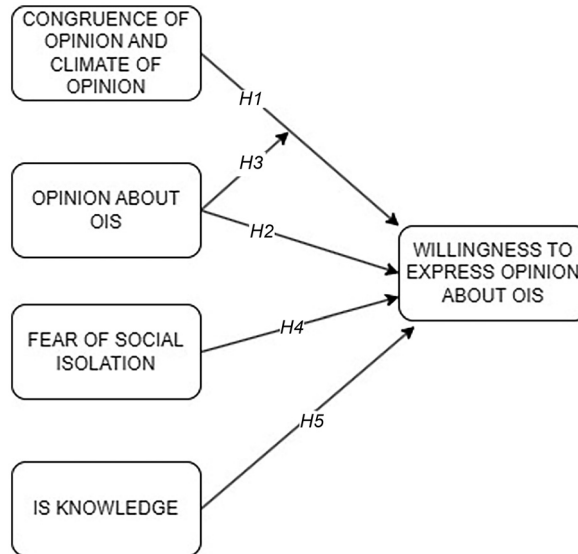 CONGRUENCE OF
OPINION AND
CLIMATE OF
OPINION
H1
H3
OPINION ABOUT
OIS
H2
WILLINGNESS TO
EXPRESS OPINION
ABOUT OIS
FEAR OF SOCIAL
ISOLATION
H4
H5
IS KNOWLEDGE